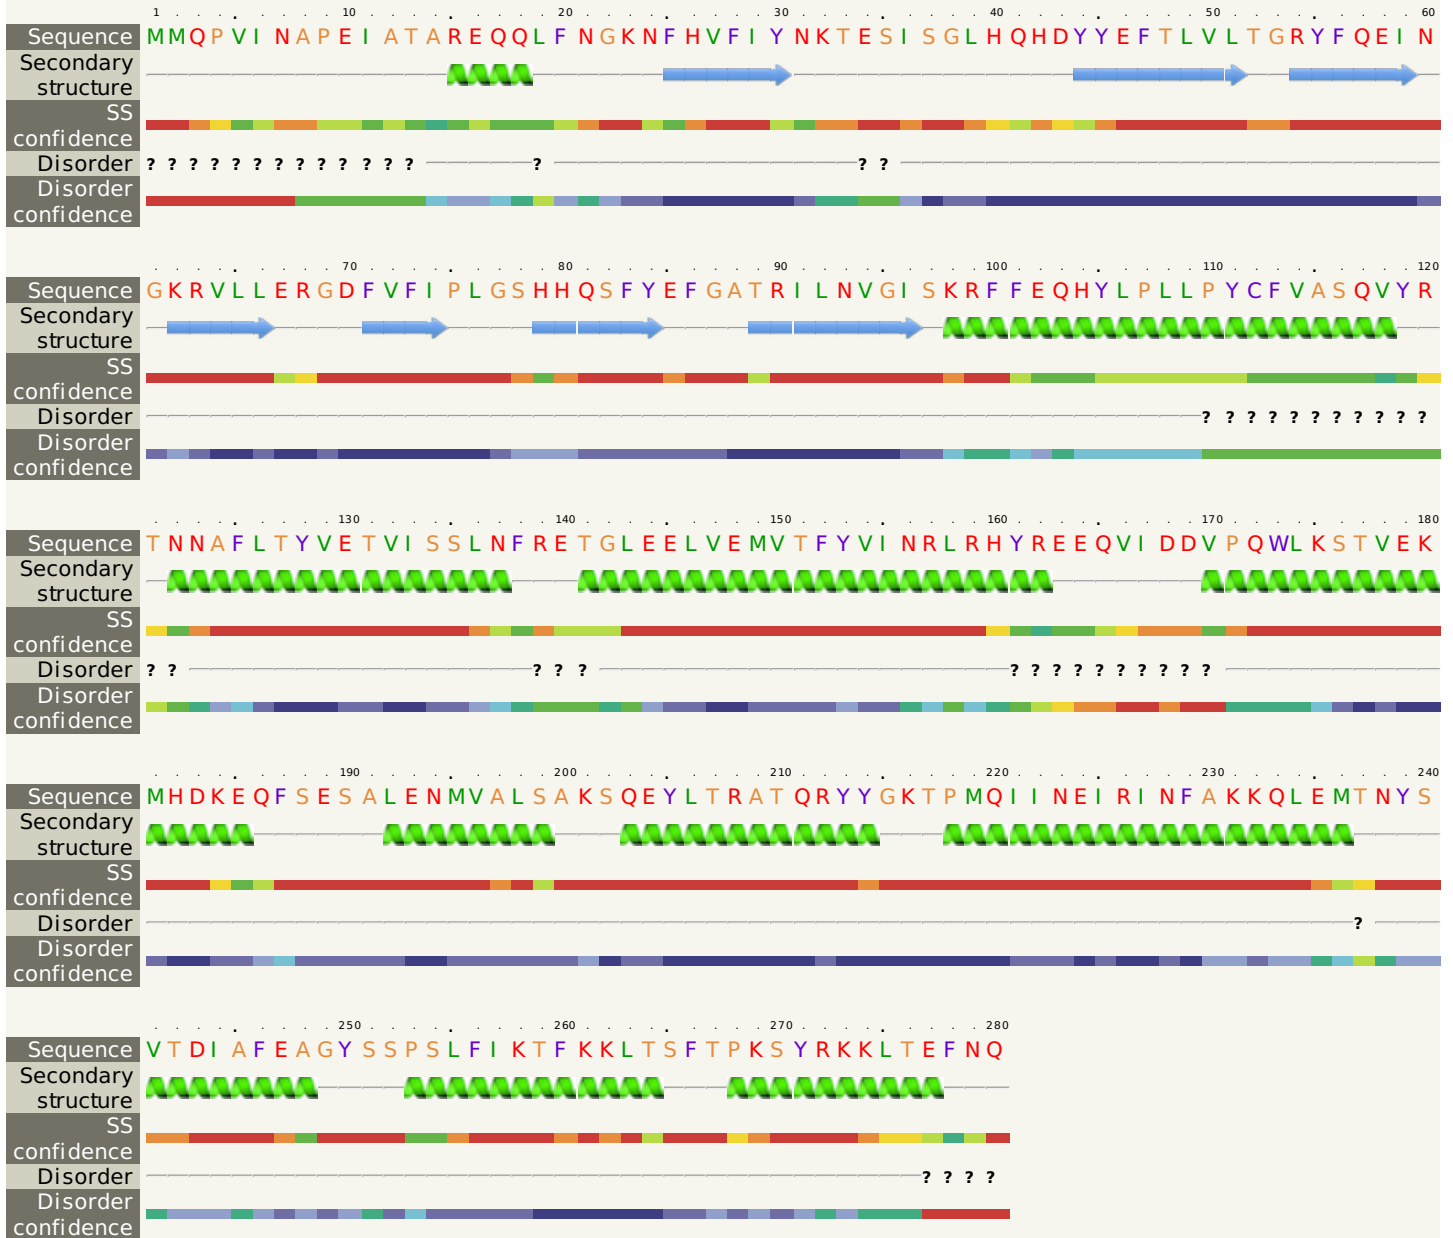 1 10 20 30 40 50 60
Sequence MMQPVINAPEIATAREQQLFNGKNFHVFIYNKTESISGLHQHDYYEFTLVLTGRYFQEIN
Secondary
structure
SS
confidence
Disorder ? ? ? ? ? ? ? ? ? ? ? ? ? ? ? ?
Disorder
confidence
70 80 90 100 110 120
Sequence GKRVLLERGDFVFIPLGSHHQSFYEFGATRILNVGISKRFFEQHYLPLLPYCFVASQVYR
Secondary
structure
SS
confidence
Disorder ? ? ? ? ? ? ? ? ? ? ?
Disorder
confidence
130 140 150 160 170 180
Sequence TNNAFLTYVETVISSLNFRETGLEELVEMVTFYVINRLRHYREEQVIDDVPQWLKSTVEK
Secondary
structure
SS
confidence
Disorder ? ? ? ? ? ? ? ? ? ? ? ? ? ? ?
Disorder
confidence
190 200 210 220 230 240
Sequence MHDKEQFSESALENMVALSAKSQEYLTRATQRYYGKTPMQIINEIRINFAKKQLEMTNYS
Secondary
structure
SS
confidence
Disorder ?
Disorder
confidence
250 260 270 280
Sequence VTDIAFEAGYSSPSLFIKTFKKLTSFTPKSYRKKLTEFNQ
Secondary
structure
SS
confidence
Disorder ? ? ? ?
Disorder
confidence